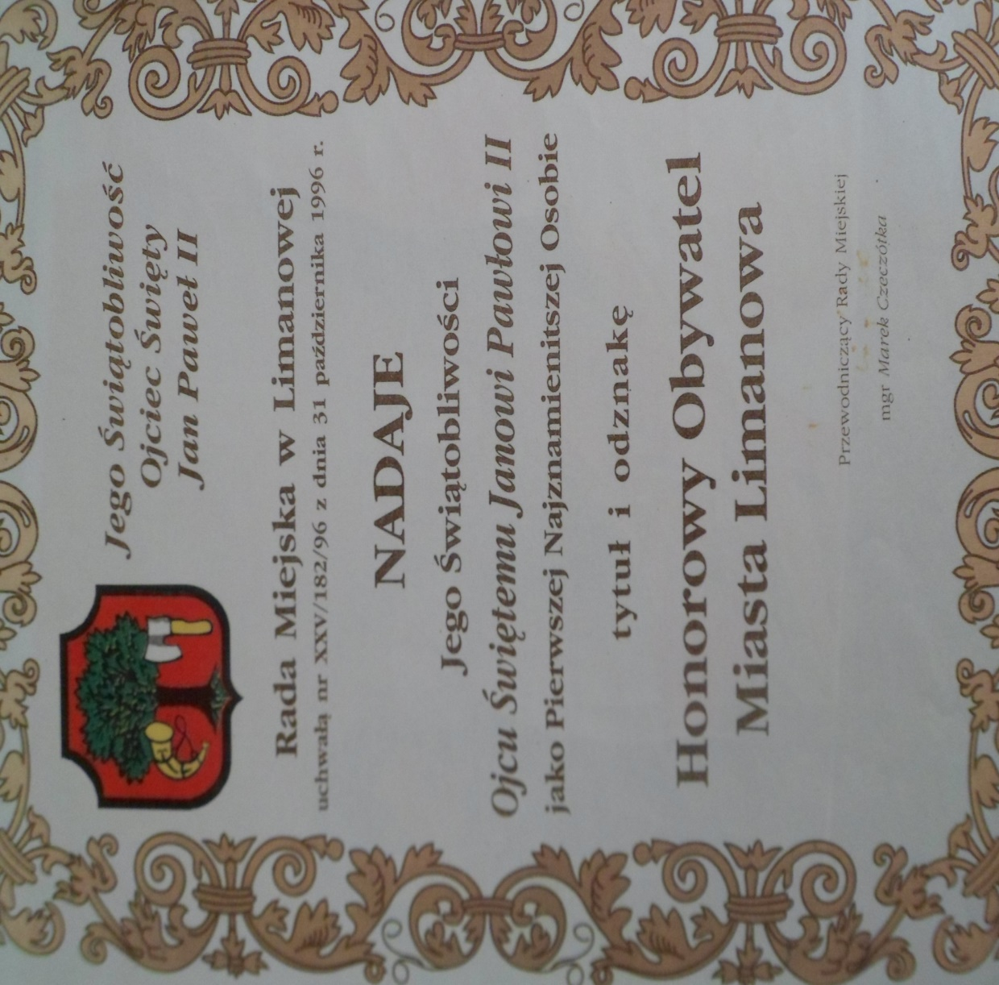 Jego Świątobliwość
Ojciec Święty
Jan Paweł II
Rada Miejska w Limanowej
uchwałą nr XXV/182/96 z dnia 31 października 1996 r.
NADAJE
Jego Świątobliwości
Ojcu Świętemu Janowi Pawłowi II
jako Pierwszej Najznamienitszej Osobie
tytuł i odznakę
Honorowy Obywatel
Miasta Limanowa
Przewodniczący Rady Miejskiej
mgr Marek Czeczótka